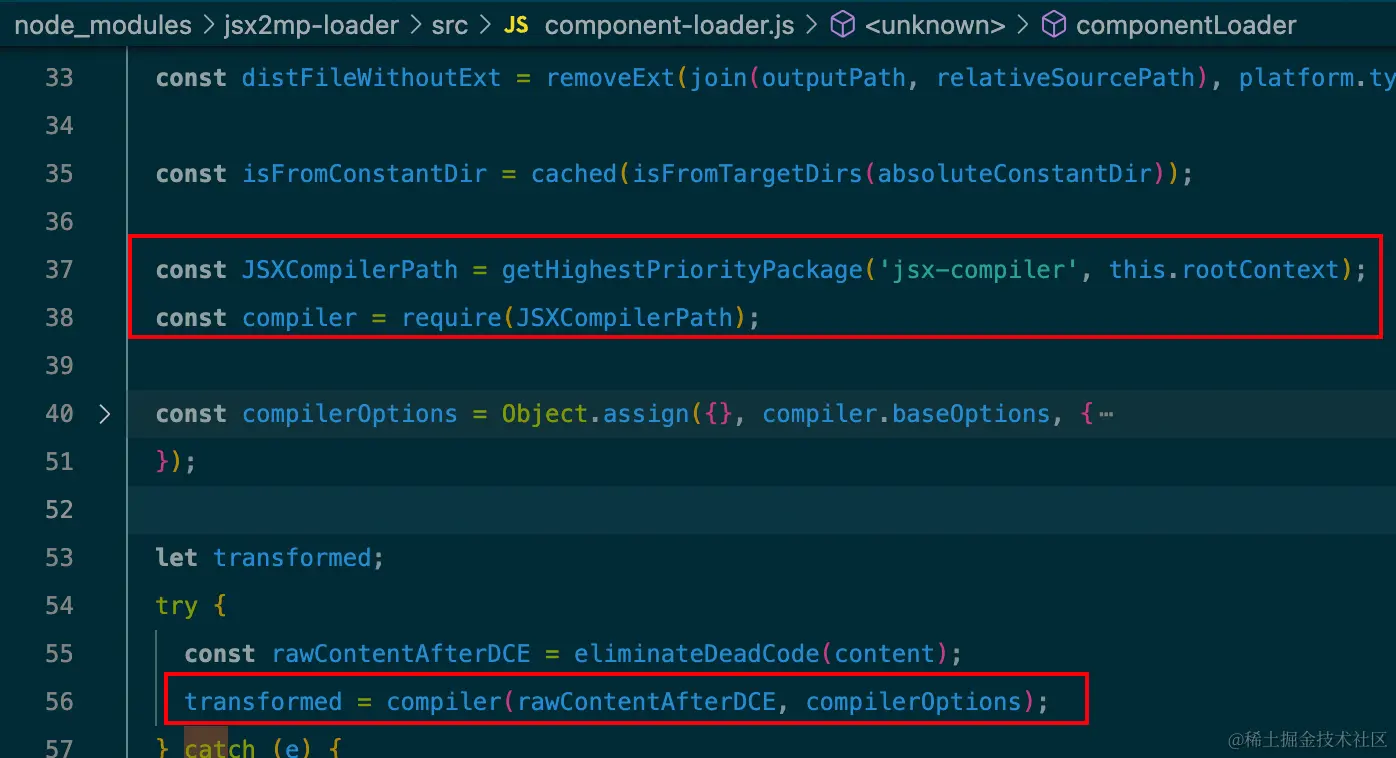 node_modules > jsx2mp-loader > src > JS component-loader.js > <unknown> > componentLoader
33 const distFileWithoutExt = removeExt(join(outputPath, relativeSourcePath), platform.ty
34
35 const isFromConstantDir = cached(isFromTargetDirs(absoluteConstantDir));
36
37 const JSXCompilerPath = getHighestPriorityPackage('jsx-compiler', this.rootContext);
38 const compiler = require(JSXCompilerPath);
39
40 > const compilerOptions = Object.assign({}, compiler.baseOptions, {⋯
51 });
52
53 let transformed;
54 try {
55 const rawContentAfterDCE = eliminateDeadCode(content);
56 transformed = compiler(rawContentAfterDCE, compilerOptions);
57 } catch (e) {
@稀土掘金技术社区